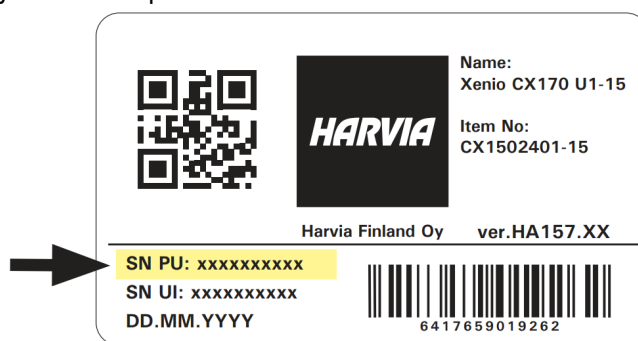 Name:
Xenio CX170 U1-15
HARVIA
Item No:
CX1502401-15
Harvia Finland Oy
ver.HA157.XX
SN PU: xxxxxxxxxx
SN UI: xxxxxxxxxx
DD.MM.YYYY
6417659019262